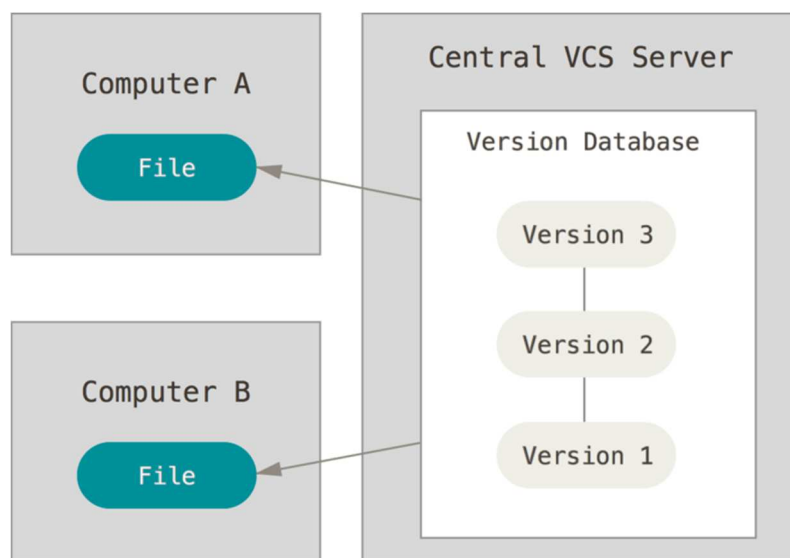 Computer A
File
Computer B
File
Central VCS Server
Version Database
Version 3
Version 2
Version 1